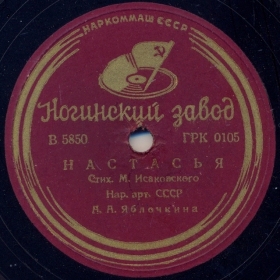 НАРКОММАШ СССР
Ногинский завод
В 5850 ГРК 0105
НАСТАСЬЯ
Стих. М. Исаковского
Нар. арт. СССР
А. А. Яблочкина